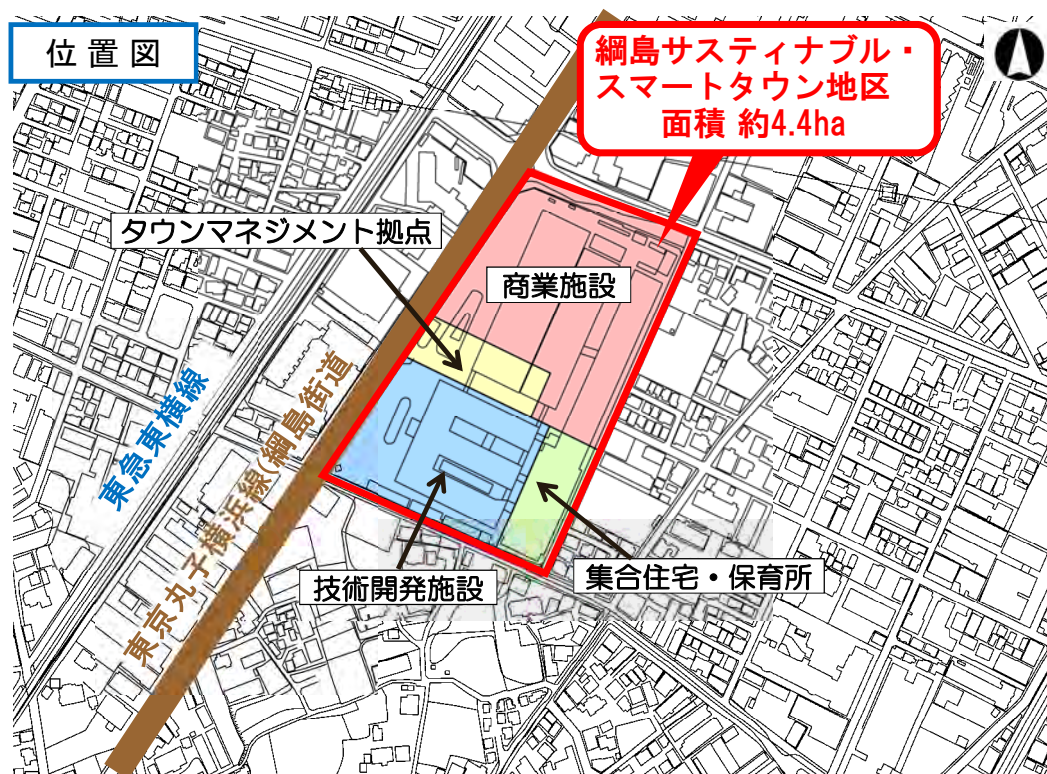 位置図
綱島サスティナブル・
スマートタウン地区
面積 約4.4ha
タウンマネジメント拠点
商業施設
東急東横線
東京丸子横浜線(綱島街道)
技術開発施設
集合住宅・保育所